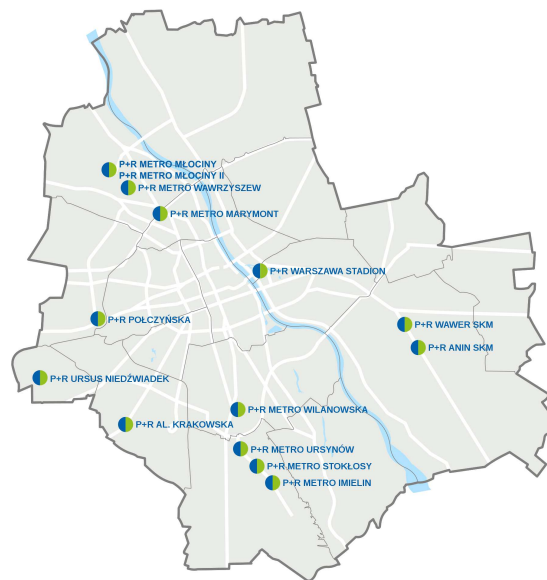 P+R METRO MŁOCINY
P+R METRO MŁOCINY II
P+R METRO WAWRZYSZEW
P+R METRO MARYMONT
P+R WARSZAWA STADION
P+R POŁCZYŃSKA
P+R WAWER SKM
P+R ANIN SKM
P+R URSUS NIEDŹWIADEK
P+R METRO WILANOWSKA
P+R AL. KRAKOWSKA
P+R METRO URSYNÓW
P+R METRO STOKŁOSY
P+R METRO IMIELIN